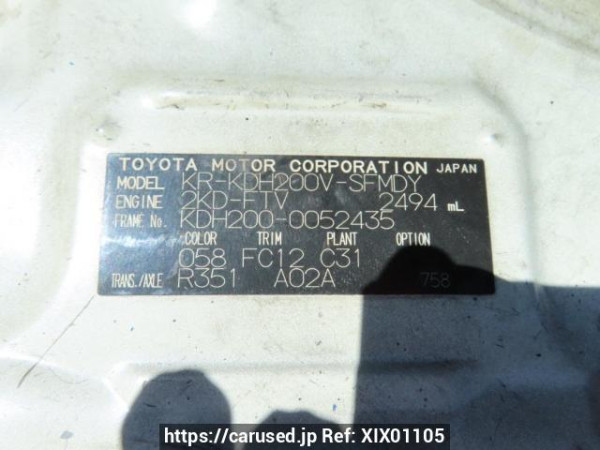 TOYOTA MOTOR CORPORATION JAPAN
MODEL KR-KDH200V-SFMDY
ENGINE 2KD-FTV 2494 mL
FRAME No. KDH200-0052435
COLOR TRIM PLANT OPTION
058 FC12 C31
TRANS./AXLE R351 A02A 758
https://carused.jp Ref: XIX01105